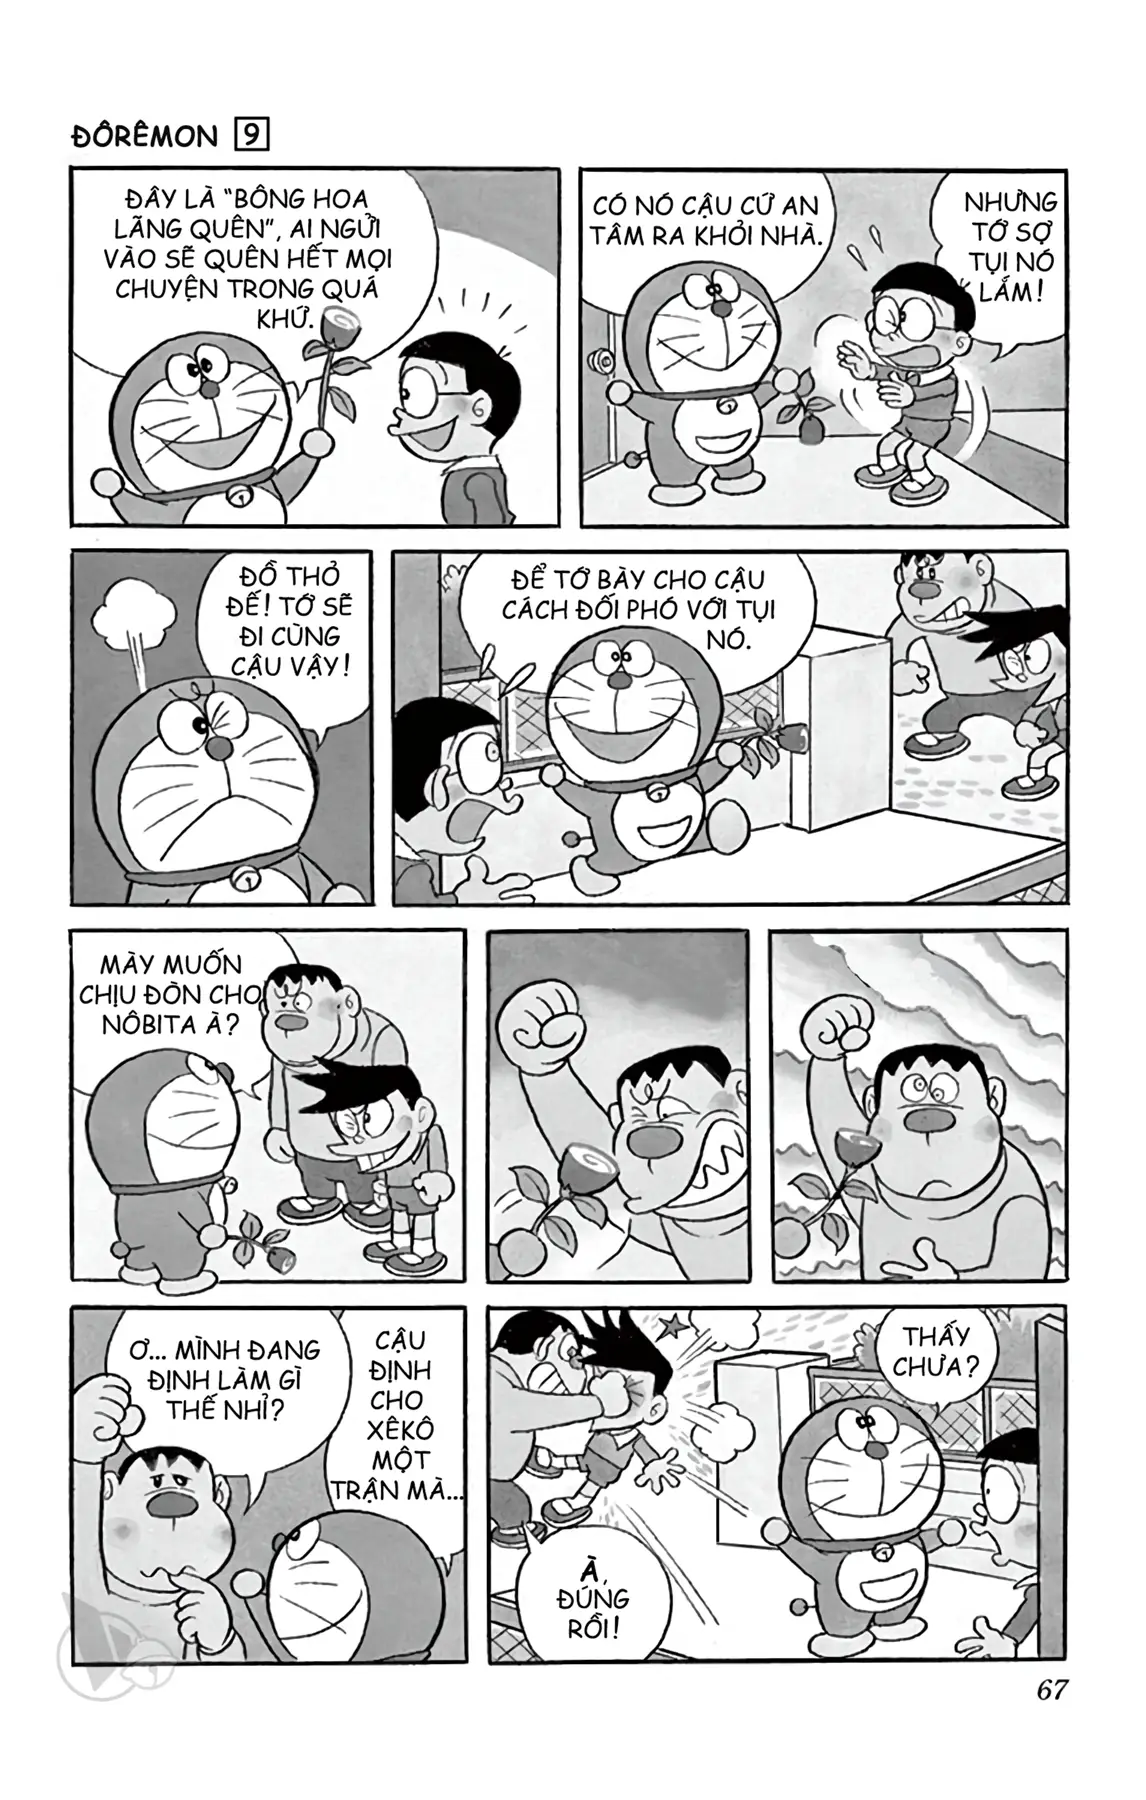 ĐÔRÊMON 9
ĐÂY LÀ "BÔNG HOA
LÃNG QUÊN", AI NGỬI
VÀO SẼ QUÊN HẾT MỌI
CHUYỆN TRONG QUÁ
KHỨ.
CÓ NÓ CẬU CỨ AN
TÂM RA KHỎI NHÀ.
NHƯNG
TỚ SỢ
TỤI NÓ
LẮM!
ĐỒ THỎ
ĐẾ! TỚ SẼ
ĐI CÙNG
CẬU VẬY!
ĐỂ TỚ BÀY CHO CẬU
CÁCH ĐỐI PHÓ VỚI TỤI
NÓ.
MÀY MUỐN
CHỊU ĐÒN CHO
NÔBITA À?
Ơ... MÌNH ĐANG
ĐỊNH LÀM GÌ
THẾ NHỈ?
CẬU
ĐỊNH
CHO
XÊKÔ
MỘT
TRẬN MÀ...
THẤY
CHƯA?
À,
ĐÚNG
RỒI!
67